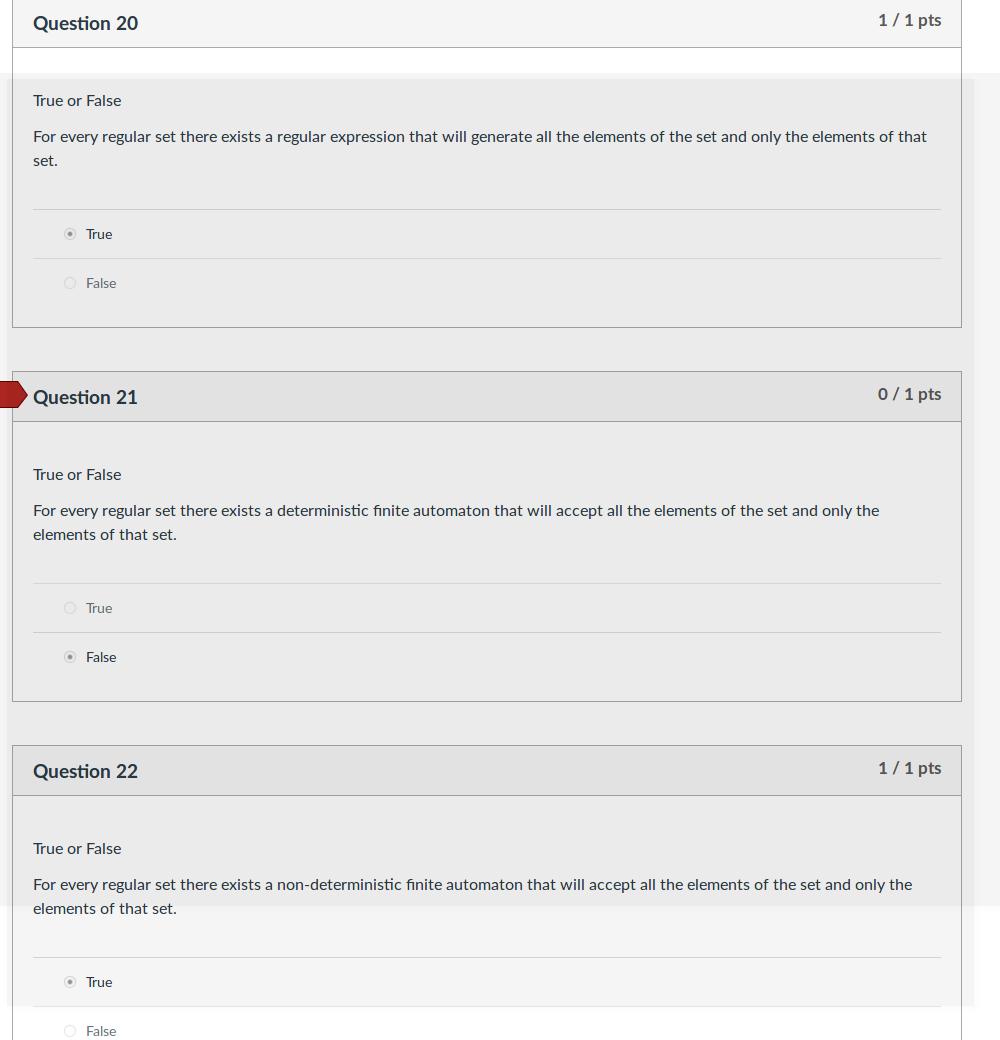 Question 20
1 / 1 pts
True or False
For every regular set there exists a regular expression that will generate all the elements of the set and only the elements of that
set.
True
False
Question 21
0 / 1 pts
True or False
For every regular set there exists a deterministic finite automaton that will accept all the elements of the set and only the
elements of that set.
True
False
Question 22
1 / 1 pts
True or False
For every regular set there exists a non-deterministic finite automaton that will accept all the elements of the set and only the
elements of that set.
True
False